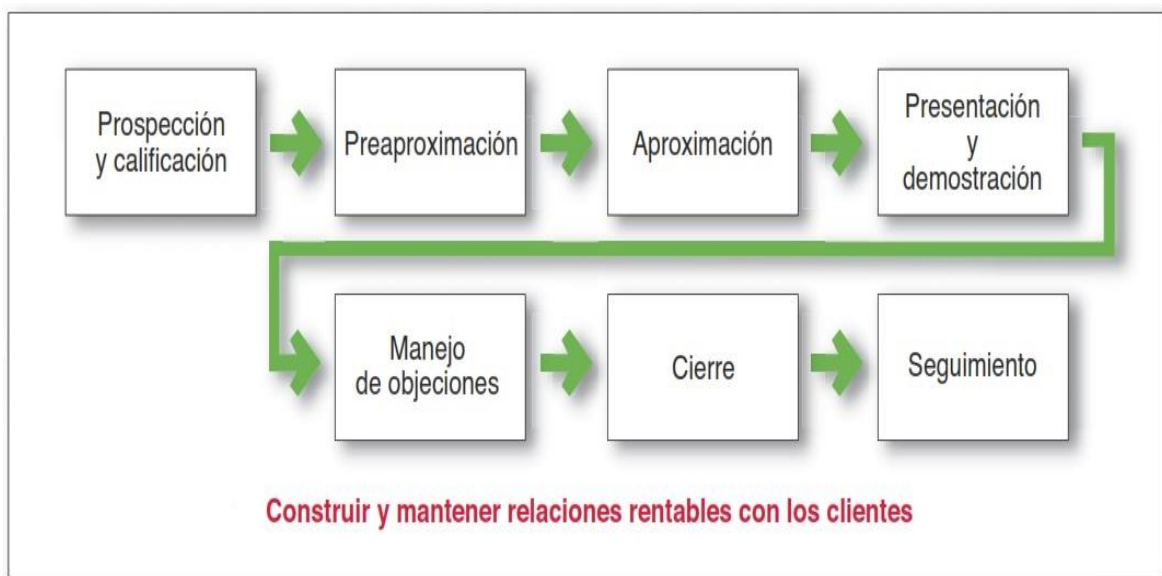 Prospección
y calificación
Preaproximación
Aproximación
Presentación
y
demostración
Manejo
de objeciones
Cierre
Seguimiento
Construir y mantener relaciones rentables con los clientes